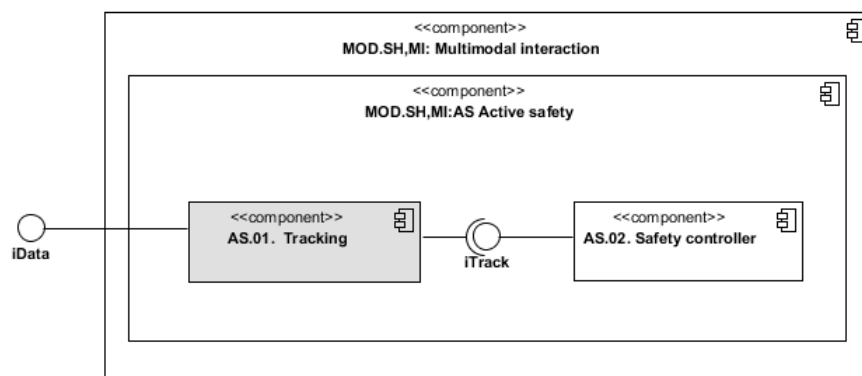 <<component>>
MOD.SH,MI: Multimodal interaction
<<component>>
MOD.SH,MI:AS Active safety
<<component>>
AS.01.  Tracking
<<component>>
AS.02. Safety controller
iData
iTrack